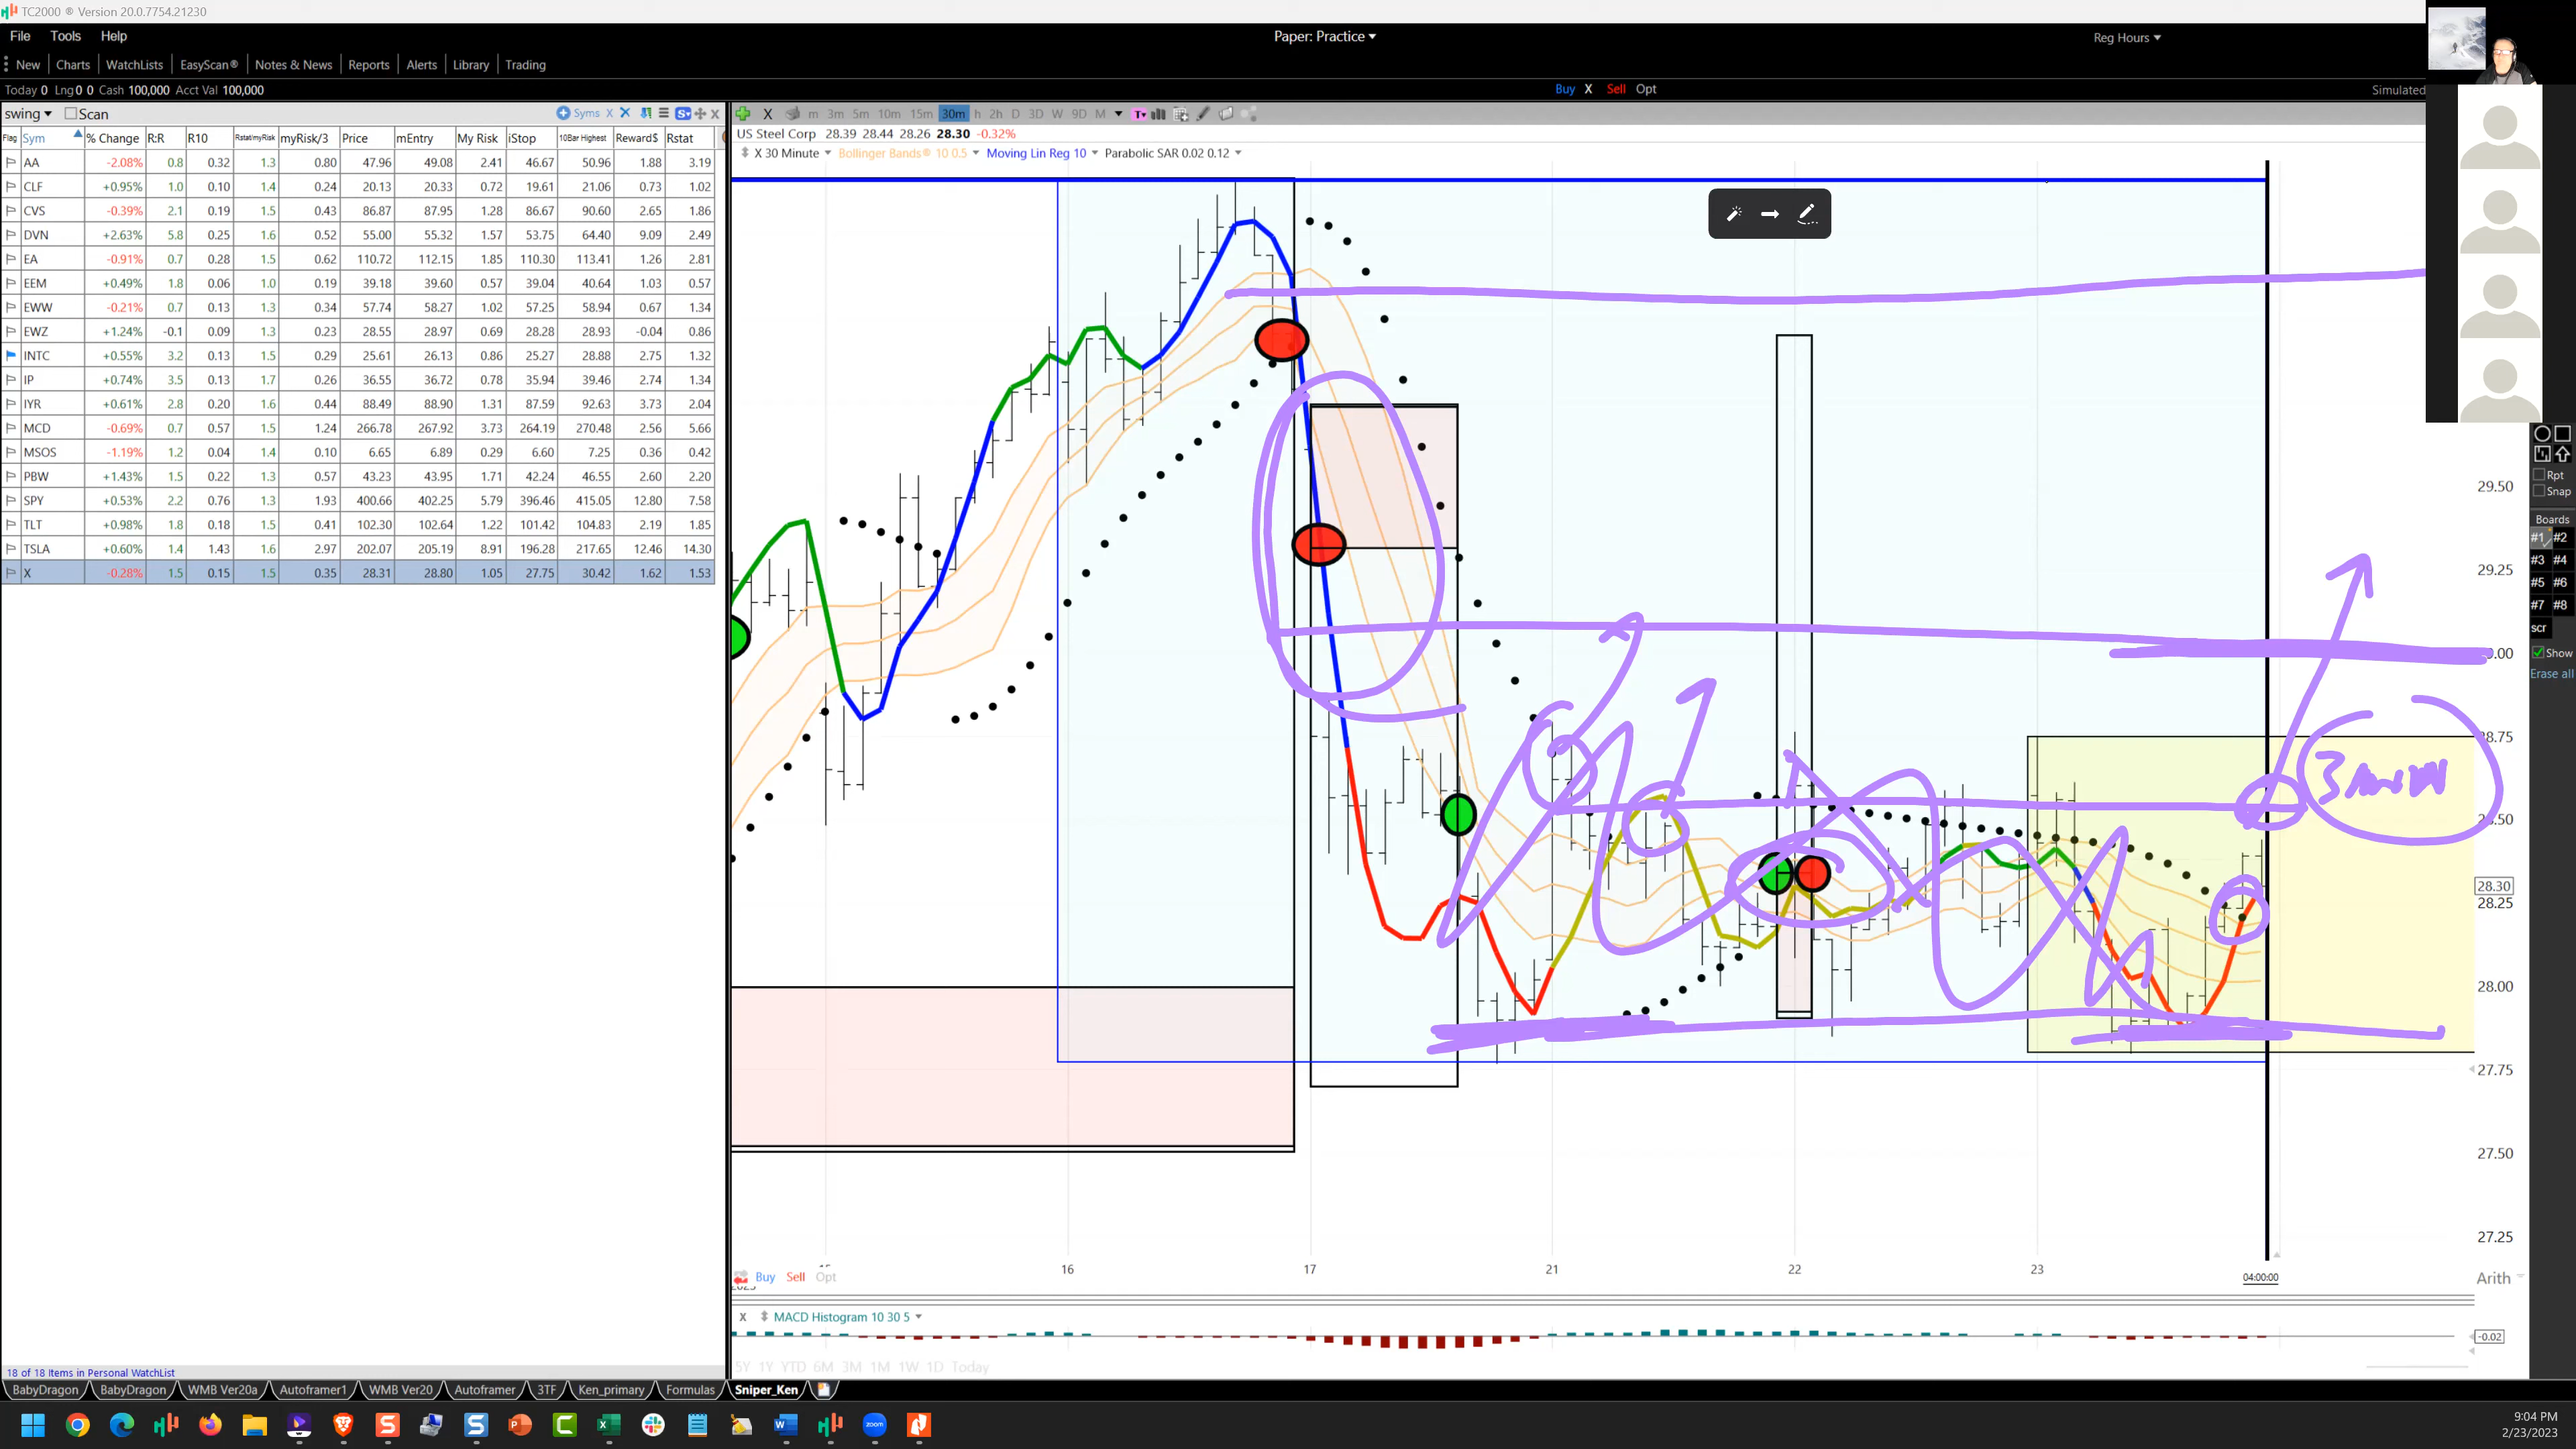 TC2000 ® Version 20.0.7754.21230
File Tools Help Paper: Practice Reg Hours
New Charts WatchLists EasyScan® Notes & News Reports Alerts Library Trading
Today 0 Lng 0 0 Cash 100,000 Acct Val 100,000 Buy X Sell Opt Simulated
swing Scan Syms X
X m 3m 5m 10m 15m 30m h 2h D 3D W 9D M
US Steel Corp 28.39 28.44 28.26 28.30 -0.32%
X 30 Minute Bollinger Bands® 10 0.5 Moving Lin Reg 10 Parabolic SAR 0.02 0.12
Flag Sym % Change R:R R10 Rstat/myRisk myRisk/3 Price mEntry My Risk iStop 10Bar Highest Reward$ Rstat
AA -2.08% 0.8 0.32 1.3 0.80 47.96 49.08 2.41 46.67 50.96 1.88 3.19
CLF +0.95% 1.0 0.10 1.4 0.24 20.13 20.33 0.72 19.61 21.06 0.73 1.02
CVS -0.39% 2.1 0.19 1.5 0.43 86.87 87.95 1.28 86.67 90.60 2.65 1.86
DVN +2.63% 5.8 0.25 1.6 0.52 55.00 55.32 1.57 53.75 64.40 9.09 2.49
EA -0.91% 0.7 0.28 1.5 0.62 110.72 112.15 1.85 110.30 113.41 1.26 2.81
EEM +0.49% 1.8 0.06 1.0 0.19 39.18 39.60 0.57 39.04 40.64 1.03 0.57
EWW -0.21% 0.7 0.13 1.3 0.34 57.74 58.27 1.02 57.25 58.94 0.67 1.34
EWZ +1.24% -0.1 0.09 1.3 0.23 28.55 28.97 0.69 28.28 28.93 -0.04 0.86
INTC +0.55% 3.2 0.13 1.5 0.29 25.61 26.13 0.86 25.27 28.88 2.75 1.32
IP +0.74% 3.5 0.13 1.7 0.26 36.55 36.72 0.78 35.94 39.46 2.74 1.34
IYR +0.61% 2.8 0.20 1.6 0.44 88.49 88.90 1.31 87.59 92.63 3.73 2.04
MCD -0.69% 0.7 0.57 1.5 1.24 266.78 267.92 3.73 264.19 270.48 2.56 5.66
MSOS -1.19% 1.2 0.04 1.4 0.10 6.65 6.89 0.29 6.60 7.25 0.36 0.42
PBW +1.43% 1.5 0.22 1.3 0.57 43.23 43.95 1.71 42.24 46.55 2.60 2.20
SPY +0.53% 2.2 0.76 1.3 1.93 400.66 402.25 5.79 396.46 415.05 12.80 7.58
TLT +0.98% 1.8 0.18 1.5 0.41 102.30 102.64 1.22 101.42 104.83 2.19 1.85
TSLA +0.60% 1.4 1.43 1.6 2.97 202.07 205.19 8.91 196.28 217.65 12.46 14.30
X -0.28% 1.5 0.15 1.5 0.35 28.31 28.80 1.05 27.75 30.42 1.62 1.53
29.50
29.25
28.30
28.25
28.00
27.75
27.50
27.25
Rpt
Snap
Boards
#1 #2
#3 #4
#5 #6
#7 #8
scr
Show
Erase all
16 17 21 22 23 04:00:00
Buy Sell Opt
Arith
X MACD Histogram 10 30 5
-0.02
5Y 1Y YTD 6M 3M 1M 1W 1D Today
18 of 18 Items in Personal WatchList
BabyDragon BabyDragon WMB Ver20a Autoframer1 WMB Ver20 Autoframer 3TF Ken_primary Formulas Sniper_Ken
zoom
9:04 PM
2/23/2023